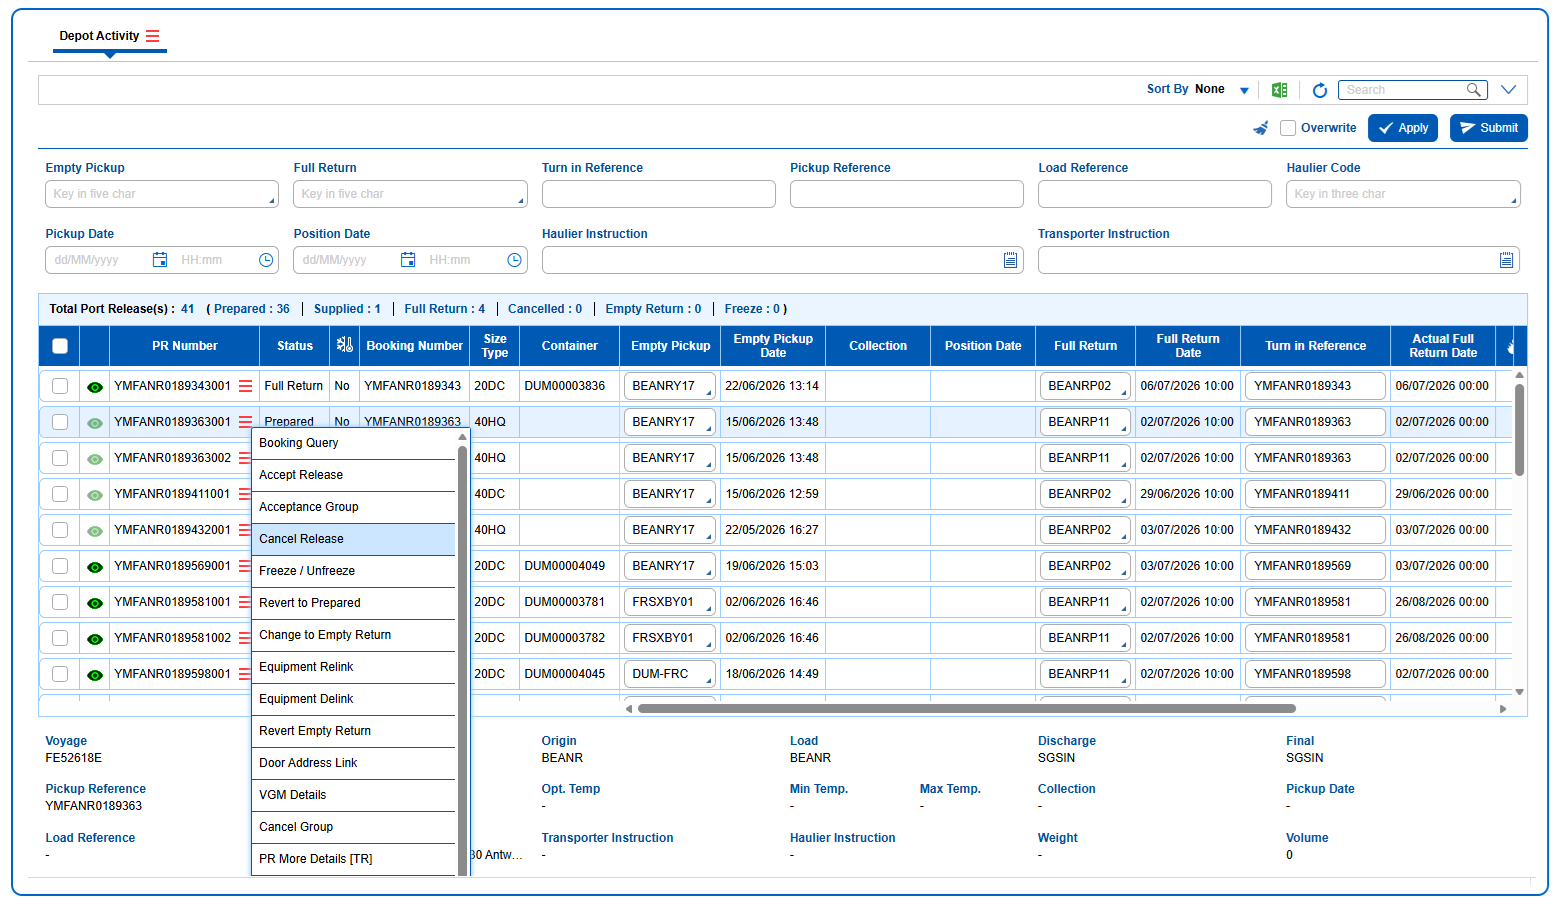 Depot Activity
Sort By None Search
Overwrite Apply Submit
Empty Pickup Full Return Turn in Reference Pickup Reference Load Reference Haulier Code
Key in five char Key in five char Key in three char
Pickup Date Position Date Haulier Instruction Transporter Instruction
dd/MM/yyyy HH:mm dd/MM/yyyy HH:mm
Total Port Release(s) : 41 ( Prepared : 36 | Supplied : 1 | Full Return : 4 | Cancelled : 0 | Empty Return : 0 | Freeze : 0 )
PR Number Status Booking Number Size Type Container Empty Pickup Empty Pickup Date Collection Position Date Full Return Full Return Date Turn in Reference Actual Full Return Date
YMFANR0189343001 Full Return No YMFANR0189343 20DC DUM00003836 BEANRY17 22/06/2026 13:14 BEANRP02 06/07/2026 10:00 YMFANR0189343 06/07/2026 00:00
YMFANR0189363001 Prepared No YMFANR0189363 40HQ BEANRY17 15/06/2026 13:48 BEANRP11 02/07/2026 10:00 YMFANR0189363 02/07/2026 00:00
YMFANR0189363002 40HQ BEANRY17 15/06/2026 13:48 BEANRP11 02/07/2026 10:00 YMFANR0189363 02/07/2026 00:00
YMFANR0189411001 40DC BEANRY17 15/06/2026 12:59 BEANRP02 29/06/2026 10:00 YMFANR0189411 29/06/2026 00:00
YMFANR0189432001 40HQ BEANRY17 22/05/2026 16:27 BEANRP02 03/07/2026 10:00 YMFANR0189432 03/07/2026 00:00
YMFANR0189569001 20DC DUM00004049 BEANRY17 19/06/2026 15:03 BEANRP02 03/07/2026 10:00 YMFANR0189569 03/07/2026 00:00
YMFANR0189581001 20DC DUM00003781 FRSXBY01 02/06/2026 16:46 BEANRP11 02/07/2026 10:00 YMFANR0189581 26/08/2026 00:00
YMFANR0189581002 20DC DUM00003782 FRSXBY01 02/06/2026 16:46 BEANRP11 02/07/2026 10:00 YMFANR0189581 26/08/2026 00:00
YMFANR0189598001 20DC DUM00004045 DUM-FRC 18/06/2026 14:49 BEANRP11 02/07/2026 10:00 YMFANR0189598 02/07/2026 00:00
Booking Query
Accept Release
Acceptance Group
Cancel Release
Freeze / Unfreeze
Revert to Prepared
Change to Empty Return
Equipment Relink
Equipment Delink
Revert Empty Return
Door Address Link
VGM Details
Cancel Group
PR More Details [TR]
Voyage Origin Load Discharge Final
FE52618E BEANR BEANR SGSIN SGSIN
Pickup Reference Opt. Temp Min Temp. Max Temp. Collection Pickup Date
YMFANR0189363 - - - - -
Load Reference Transporter Instruction Haulier Instruction Weight Volume
- 30 Antw... - - - 0